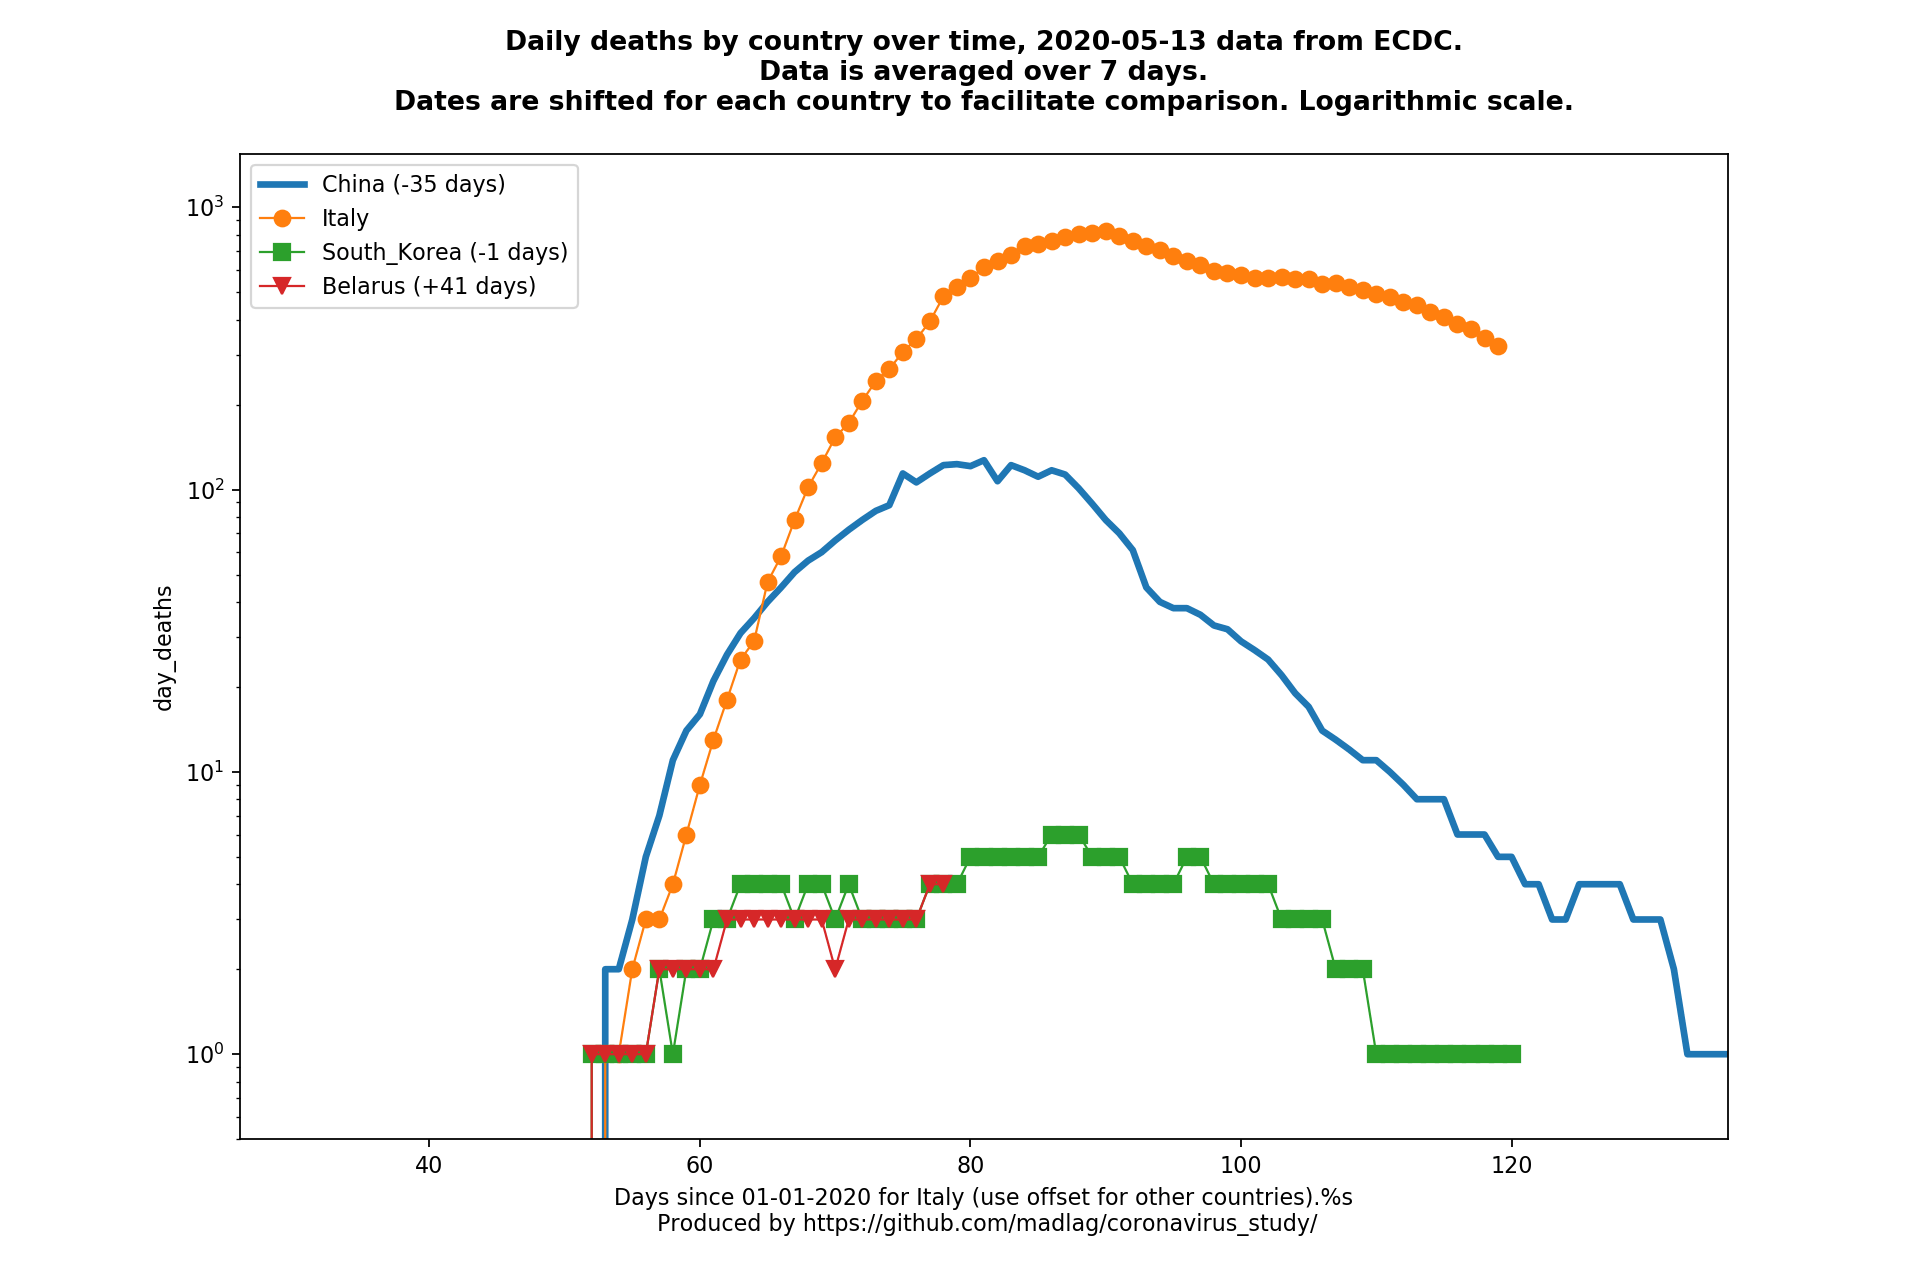 Daily deaths by country over time, 2020-05-13 data from ECDC.
Data is averaged over 7 days.
Dates are shifted for each country to facilitate comparison. Logarithmic scale.
China (-35 days)
Italy
South_Korea (-1 days)
Belarus (+41 days)
10³
10²
10¹
10⁰
day_deaths
40 60 80 100 120
Days since 01-01-2020 for Italy (use offset for other countries).%s
Produced by https://github.com/madlag/coronavirus_study/